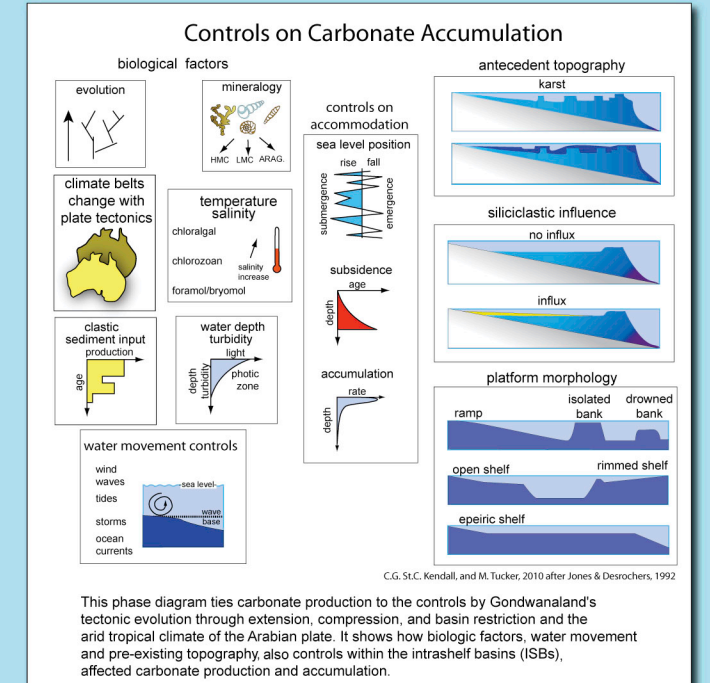 Controls on Carbonate Accumulation
biological factors
evolution
mineralogy
HMC LMC ARAG.
climate belts
change with
plate tectonics
temperature
salinity
chloralgal
chlorozoan
foramol/bryomol
salinity
increase
clastic
sediment input
production
age
water depth
turbidity
light
depth
turbidity
photic
zone
water movement controls
wind
waves
tides
storms
ocean
currents
sea level
wave
base
controls on
accommodation
sea level position
rise fall
submergence
emergence
subsidence
age
depth
accumulation
rate
depth
antecedent topography
karst
siliciclastic influence
no influx
influx
platform morphology
ramp
isolated
bank
drowned
bank
open shelf
rimmed shelf
epeiric shelf
C.G. St.C. Kendall, and M. Tucker, 2010 after Jones & Desrochers, 1992
This phase diagram ties carbonate production to the controls by Gondwanaland's
tectonic evolution through extension, compression, and basin restriction and the
arid tropical climate of the Arabian plate. It shows how biologic factors, water movement
and pre-existing topography, also controls within the intrashelf basins (ISBs),
affected carbonate production and accumulation.